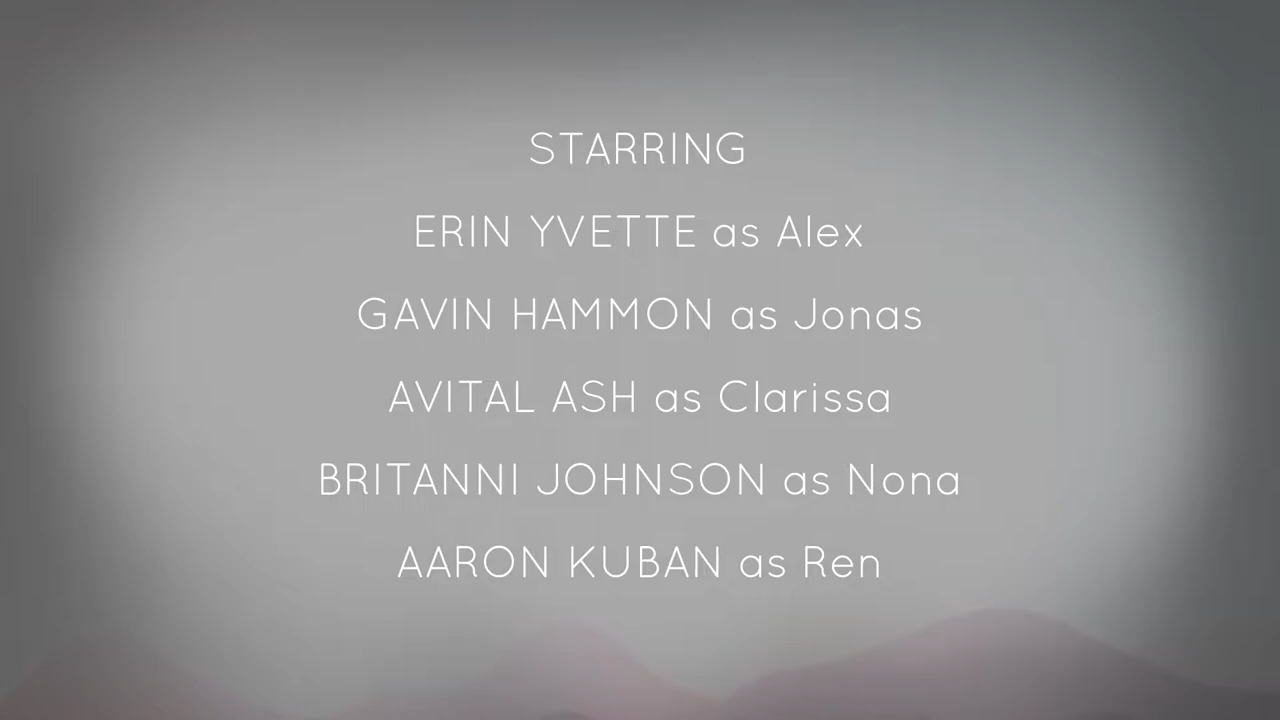 STARRING
ERIN YVETTE as Alex
GAVIN HAMMON as Jonas
AVITAL ASH as Clarissa
BRITANNI JOHNSON as Nona
AARON KUBAN as Ren